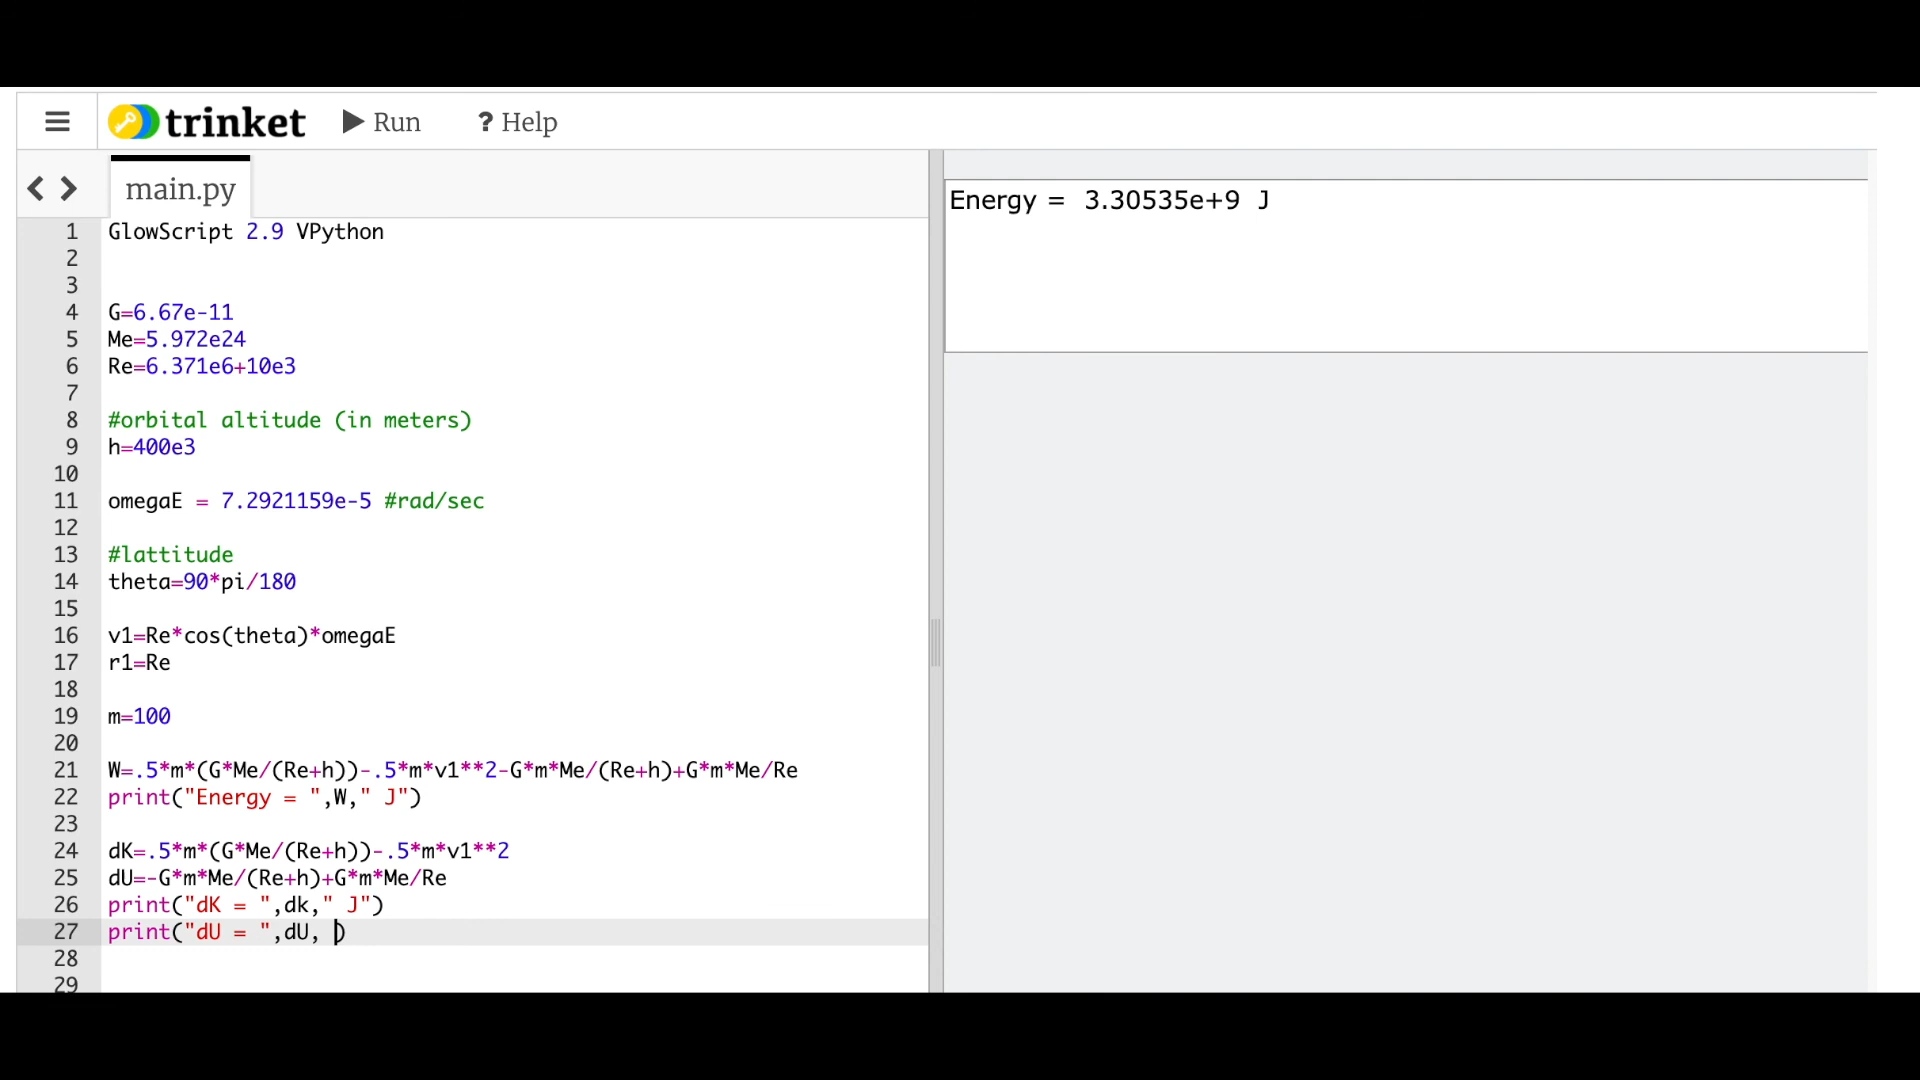 trinket
Run
? Help
main.py
1 GlowScript 2.9 VPython
2
3
4 G=6.67e-11
5 Me=5.972e24
6 Re=6.371e6+10e3
7
8 #orbital altitude (in meters)
9 h=400e3
10
11 omegaE = 7.2921159e-5 #rad/sec
12
13 #lattitude
14 theta=90*pi/180
15
16 v1=Re*cos(theta)*omegaE
17 r1=Re
18
19 m=100
20
21 W=.5*m*(G*Me/(Re+h))-.5*m*v1**2-G*m*Me/(Re+h)+G*m*Me/Re
22 print("Energy = ",W," J")
23
24 dK=.5*m*(G*Me/(Re+h))-.5*m*v1**2
25 dU=-G*m*Me/(Re+h)+G*m*Me/Re
26 print("dK = ",dk," J")
27 print("dU = ",dU, )
28
29
Energy = 3.30535e+9 J